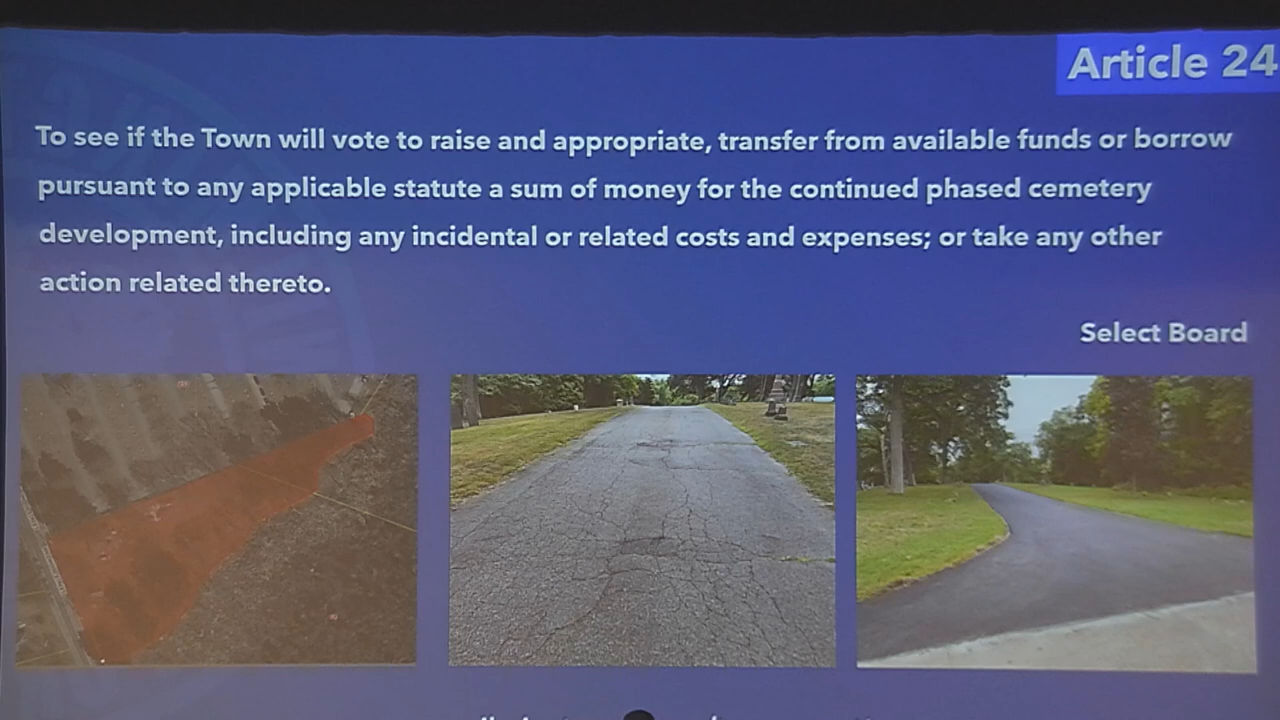 Article 24
To see if the Town will vote to raise and appropriate, transfer from available funds or borrow
pursuant to any applicable statute a sum of money for the continued phased cemetery
development, including any incidental or related costs and expenses; or take any other
action related thereto.
Select Board